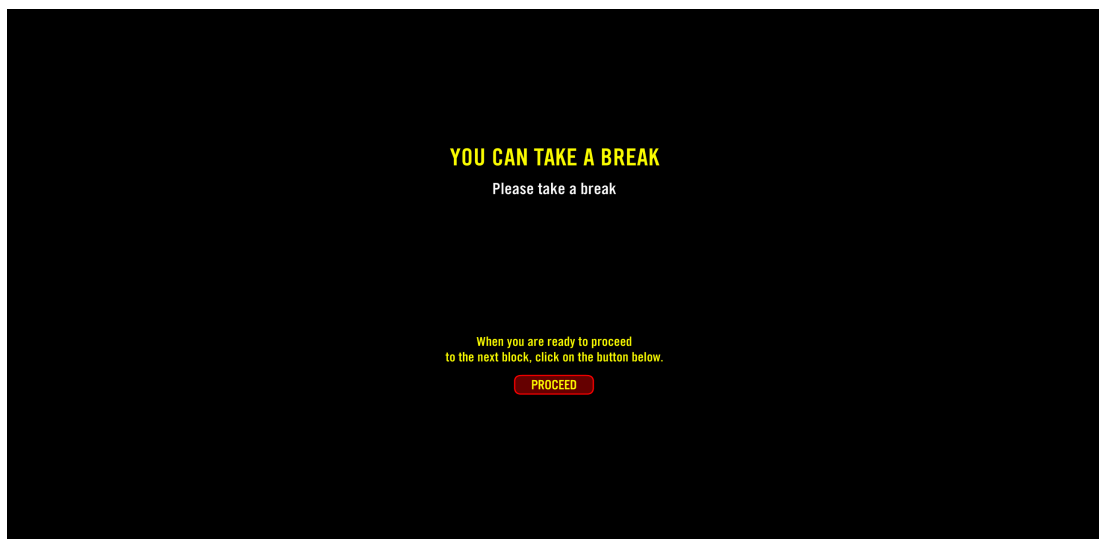 YOU CAN TAKE A BREAK
Please take a break
When you are ready to proceed
to the next block, click on the button below.
PROCEED